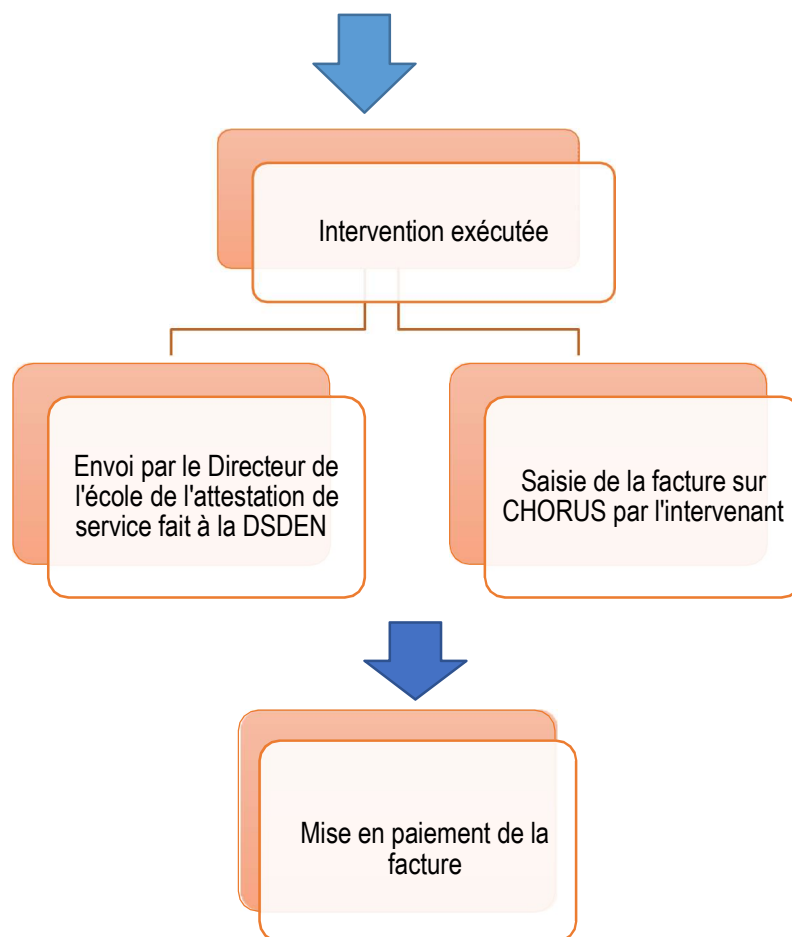 Intervention exécutée
Envoi par le Directeur de
l'école de l'attestation de
service fait à la DSDEN
Saisie de la facture sur
CHORUS par l'intervenant
Mise en paiement de la
facture